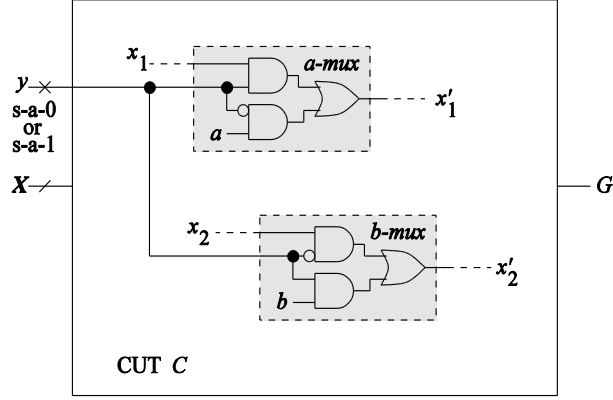 x1
a-mux
y
x′1
s-a-0
or
s-a-1
a
X
G
x2
b-mux
x′2
b
CUT C